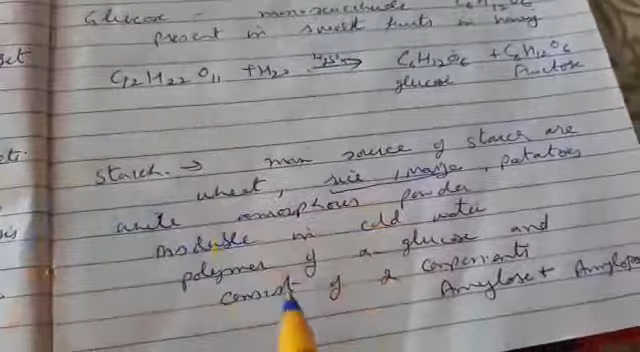 Glucose - monosaccharide C6H12O6
present in sweet fruits in honey
C12H22O11 + H22 → C6H12O6 + C6H12O6
glucose fructose
starch. → main source of starch are
wheat, rice, maize, potatoes
white amorphous powder
insoluble in cold water
polymer of α-glucose and
consist of 2 components
Amylose +